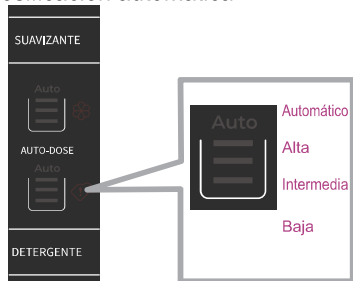 SUAVIZANTE
Auto
AUTO-DOSE
Auto
DETERGENTE
Auto
Automático
Alta
Intermedia
Baja